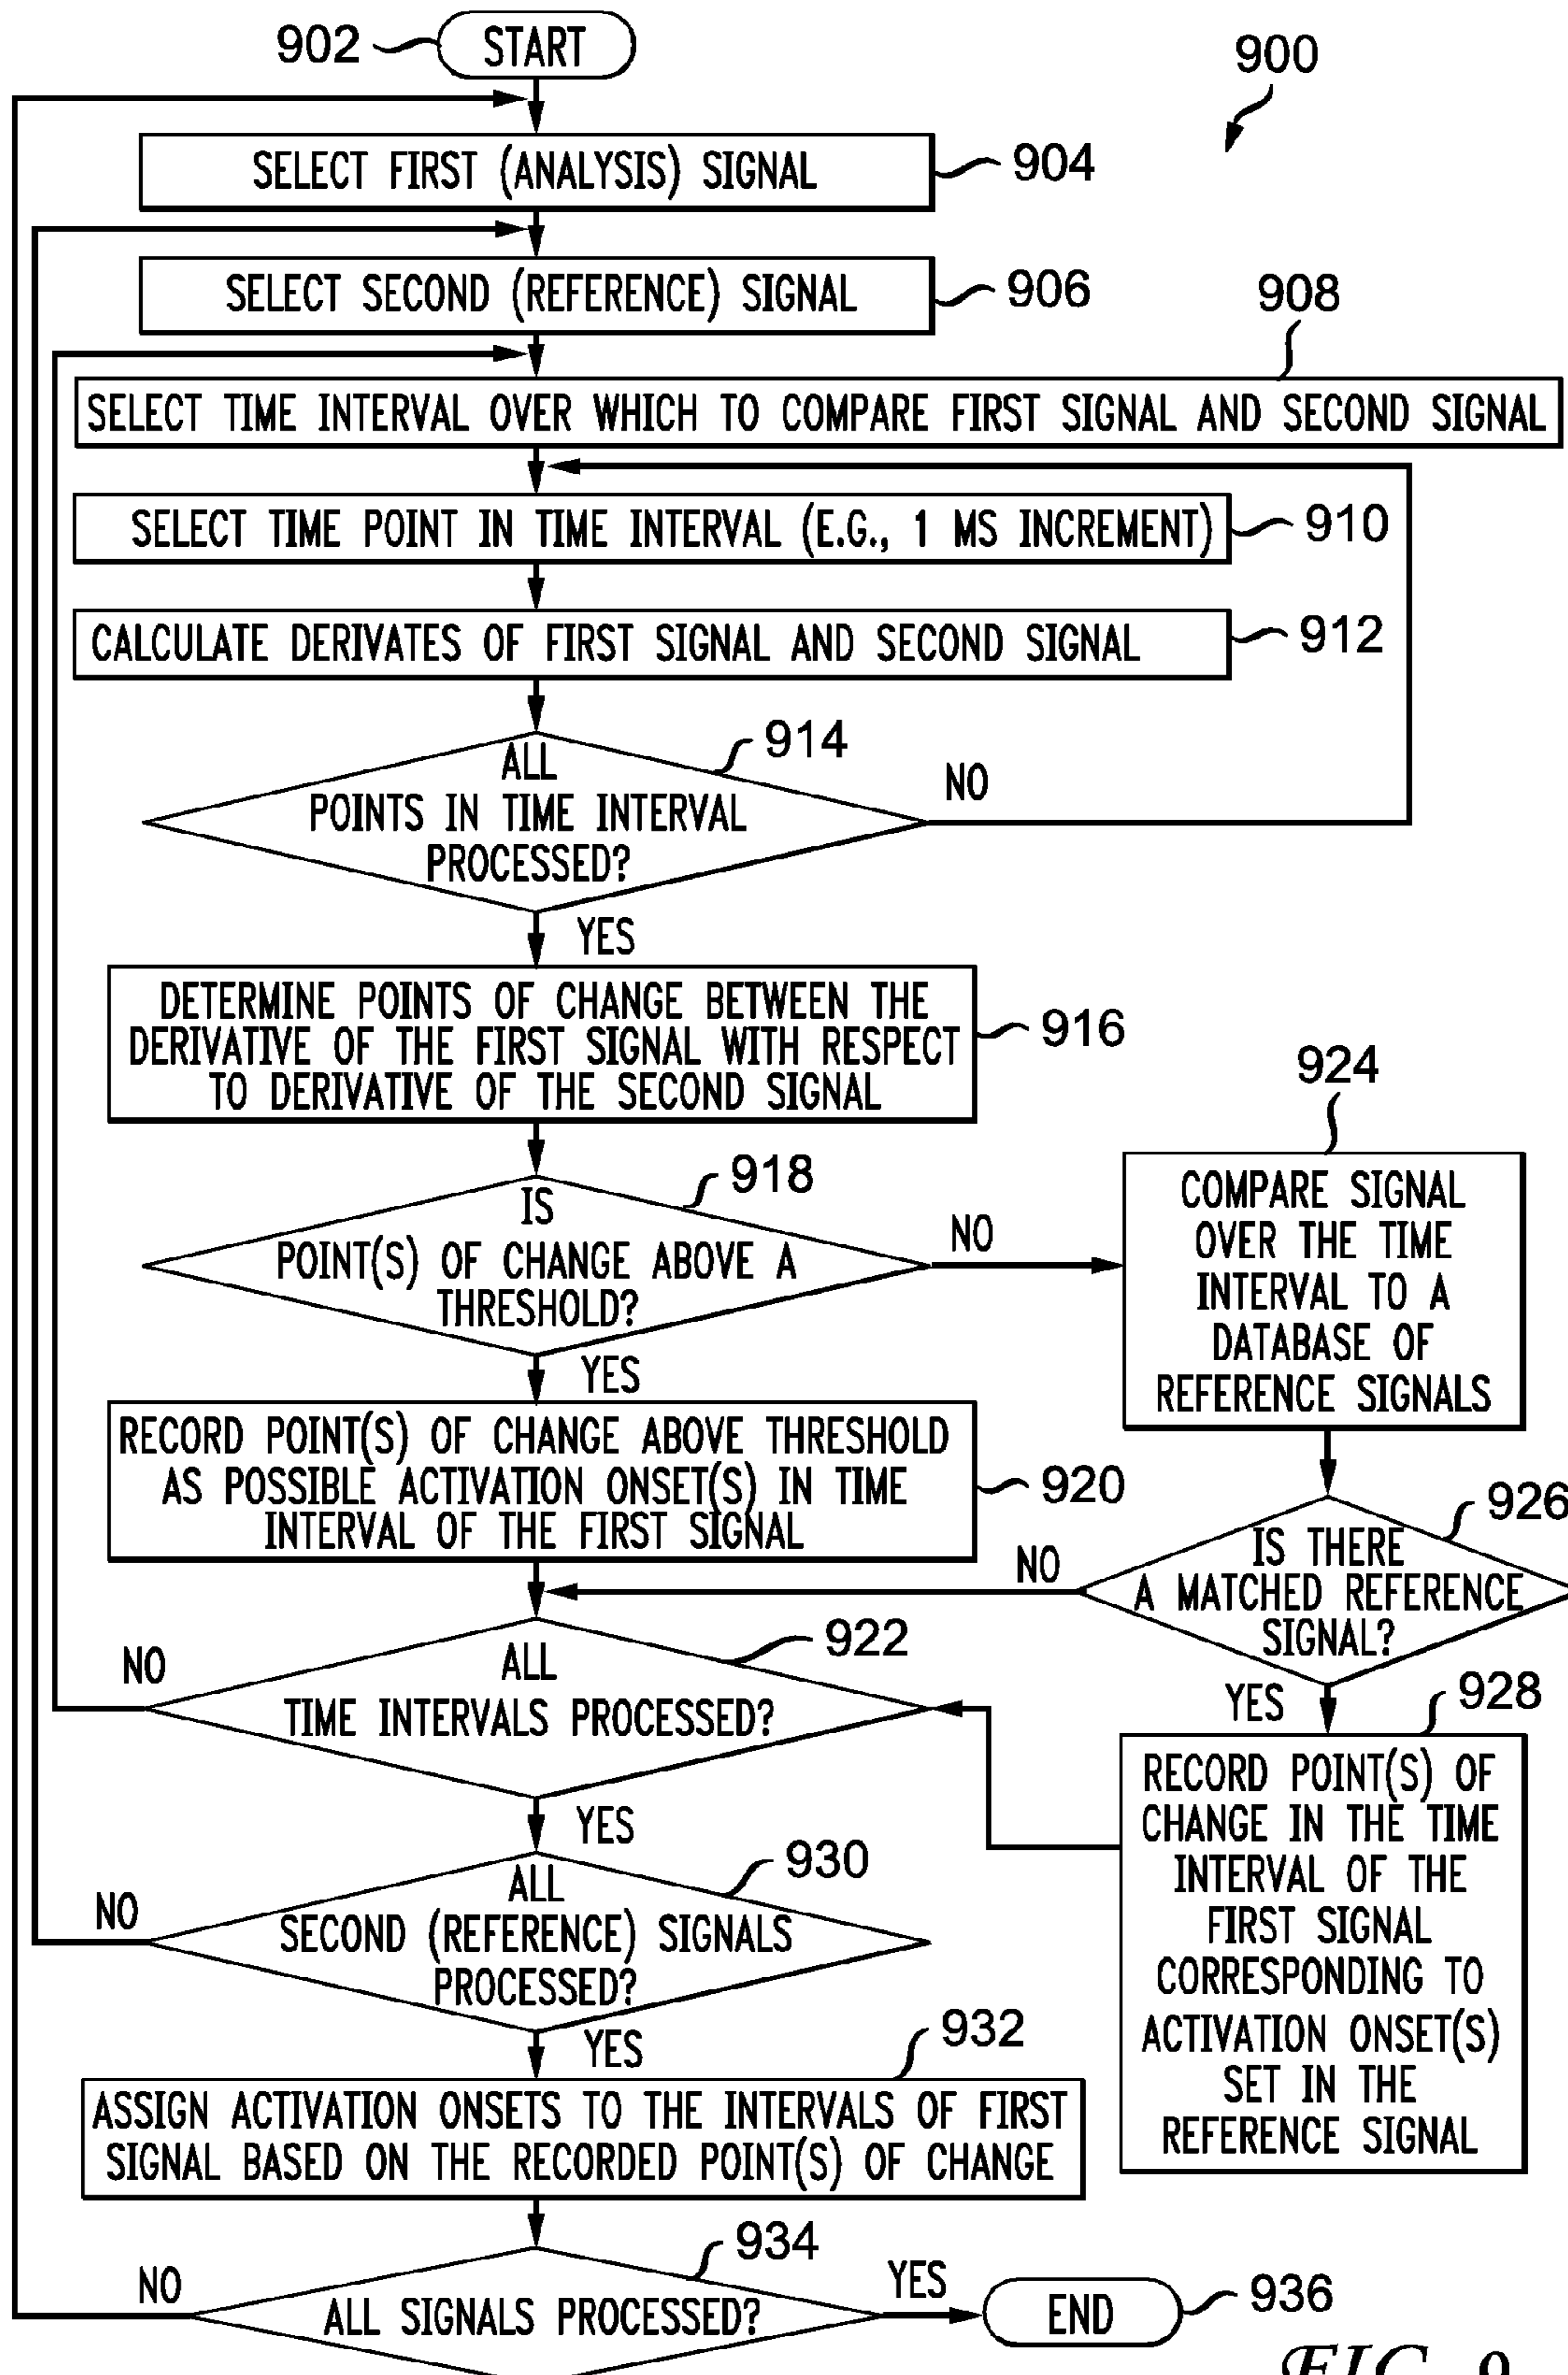 902
START
900
SELECT FIRST (ANALYSIS) SIGNAL
904
SELECT SECOND (REFERENCE) SIGNAL
906
908
SELECT TIME INTERVAL OVER WHICH TO COMPARE FIRST SIGNAL AND SECOND SIGNAL
SELECT TIME POINT IN TIME INTERVAL (E.G., 1 MS INCREMENT)
910
CALCULATE DERIVATES OF FIRST SIGNAL AND SECOND SIGNAL
912
914
ALL
POINTS IN TIME INTERVAL
PROCESSED?
NO
YES
DETERMINE POINTS OF CHANGE BETWEEN THE
DERIVATIVE OF THE FIRST SIGNAL WITH RESPECT
TO DERIVATIVE OF THE SECOND SIGNAL
916
918
IS
POINT(S) OF CHANGE ABOVE A
THRESHOLD?
NO
YES
924
COMPARE SIGNAL
OVER THE TIME
INTERVAL TO A
DATABASE OF
REFERENCE SIGNALS
RECORD POINT(S) OF CHANGE ABOVE THRESHOLD
AS POSSIBLE ACTIVATION ONSET(S) IN TIME
INTERVAL OF THE FIRST SIGNAL
920
926
IS THERE
A MATCHED REFERENCE
SIGNAL?
NO
YES
922
ALL
TIME INTERVALS PROCESSED?
NO
YES
928
RECORD POINT(S) OF
CHANGE IN THE TIME
INTERVAL OF THE
FIRST SIGNAL
CORRESPONDING TO
ACTIVATION ONSET(S)
SET IN THE
REFERENCE SIGNAL
930
ALL
SECOND (REFERENCE) SIGNALS
PROCESSED?
NO
YES
932
ASSIGN ACTIVATION ONSETS TO THE INTERVALS OF FIRST
SIGNAL BASED ON THE RECORDED POINT(S) OF CHANGE
934
ALL SIGNALS PROCESSED?
NO
YES
END
936
FIG. 9